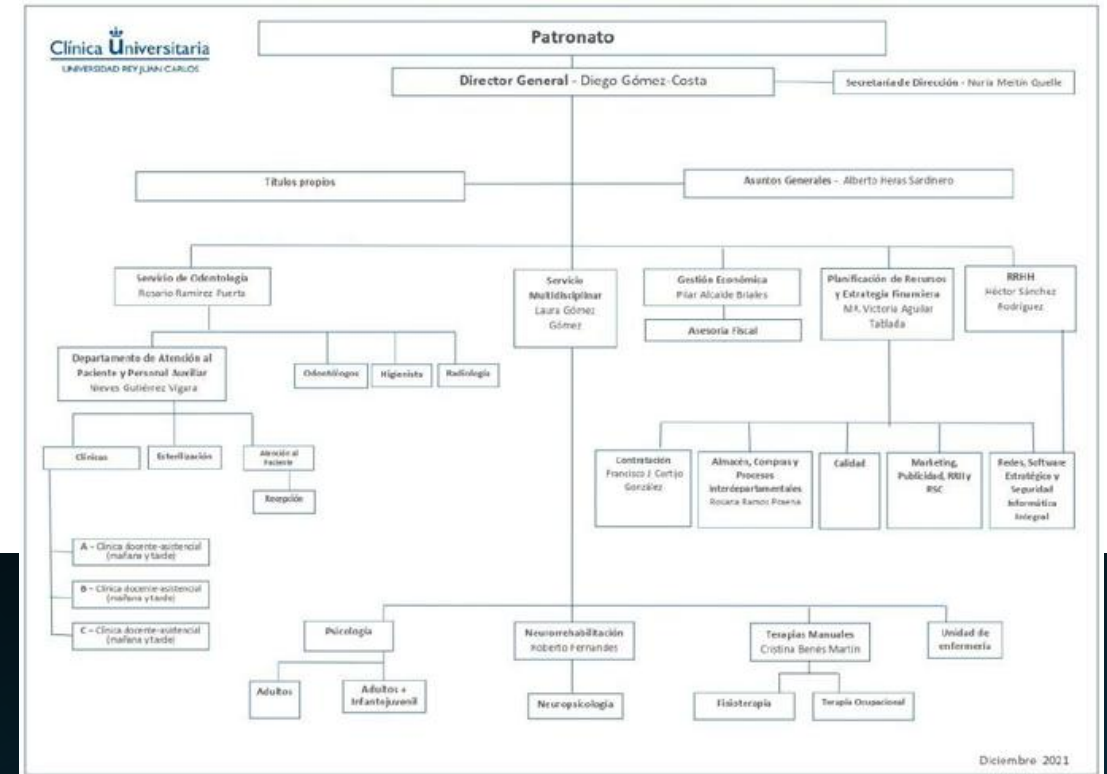 Clínica Universitaria
UNIVERSIDAD REY JUAN CARLOS
Patronato
Director General - Diego Gómez-Costa
Secretaría de Dirección - Nuria Meitín Quelle
Títulos propios
Asuntos Generales - Alberto Heras Sardinero
Servicio de Odontología
Rosario Ramírez Puerta
Servicio
Multidisciplinar
Laura Gómez
Gómez
Gestión Económica
Pilar Alcaide Briales
Asesoría Fiscal
Planificación de Recursos
y Estrategia Financiera
Mª. Victoria Aguilar
Tablada
RRHH
Héctor Sánchez
Rodríguez
Departamento de Atención al
Paciente y Personal Auxiliar
Nieves Gutiérrez Vigara
Odontólogos
Higienista
Radiología
Clínicas
Esterilización
Atención al
Paciente
Recepción
A - Clínica docente-asistencial
(mañana y tarde)
B - Clínica docente-asistencial
(mañana y tarde)
C - Clínica docente-asistencial
(mañana y tarde)
Contratación
Francisco J. Cortijo
González
Almacén, Compras y
Procesos
Interdepartamentales
Rosana Ramos
Calidad
Marketing,
Publicidad, RRII y
RSC
Redes, Software
Estratégico y
Seguridad
Informática
Integral
Psicología
Adultos
Adultos +
Infantojuvenil
Neurorrehabilitación
Roberto Fernandes
Neuropsicología
Terapias Manuales
Cristina Benés Martín
Fisioterapia
Terapia Ocupacional
Unidad de
enfermería
Diciembre 2021